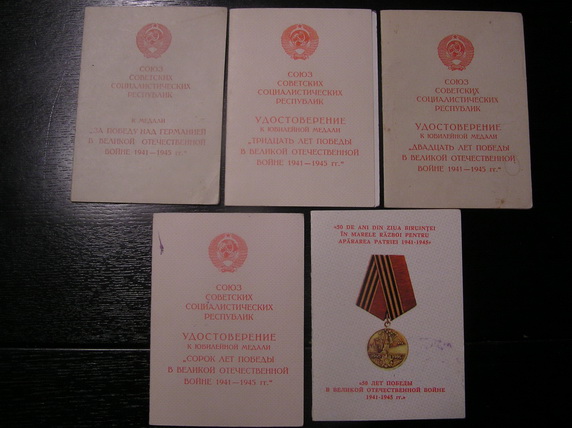 СОЮЗ
СОВЕТСКИХ
СОЦИАЛИСТИЧЕСКИХ
РЕСПУБЛИК
К МЕДАЛИ
„ЗА ПОБЕДУ НАД ГЕРМАНИЕЙ
В ВЕЛИКОЙ ОТЕЧЕСТВЕННОЙ
ВОЙНЕ 1941—1945 гг."
СОЮЗ
СОВЕТСКИХ
СОЦИАЛИСТИЧЕСКИХ
РЕСПУБЛИК
УДОСТОВЕРЕНИЕ
К ЮБИЛЕЙНОЙ МЕДАЛИ
„ТРИДЦАТЬ ЛЕТ ПОБЕДЫ
В ВЕЛИКОЙ ОТЕЧЕСТВЕННОЙ
ВОЙНЕ 1941—1945 гг."
СОЮЗ
СОВЕТСКИХ
СОЦИАЛИСТИЧЕСКИХ
РЕСПУБЛИК
УДОСТОВЕРЕНИЕ
К ЮБИЛЕЙНОЙ МЕДАЛИ
„ДВАДЦАТЬ ЛЕТ ПОБЕДЫ
В ВЕЛИКОЙ ОТЕЧЕСТВЕННОЙ
ВОЙНЕ 1941—1945 гг."
СОЮЗ
СОВЕТСКИХ
СОЦИАЛИСТИЧЕСКИХ
РЕСПУБЛИК
УДОСТОВЕРЕНИЕ
К ЮБИЛЕЙНОЙ МЕДАЛИ
„СОРОК ЛЕТ ПОБЕДЫ
В ВЕЛИКОЙ ОТЕЧЕСТВЕННОЙ
ВОЙНЕ 1941—1945 гг."
«50 DE ANI DIN ZIUA BIRUINȚEI
ÎN MARELE RĂZBOI PENTRU
APĂRAREA PATRIEI 1941-1945»
«50 ЛЕТ ПОБЕДЫ
В ВЕЛИКОЙ ОТЕЧЕСТВЕННОЙ ВОЙНЕ
1941-1945 гг.»